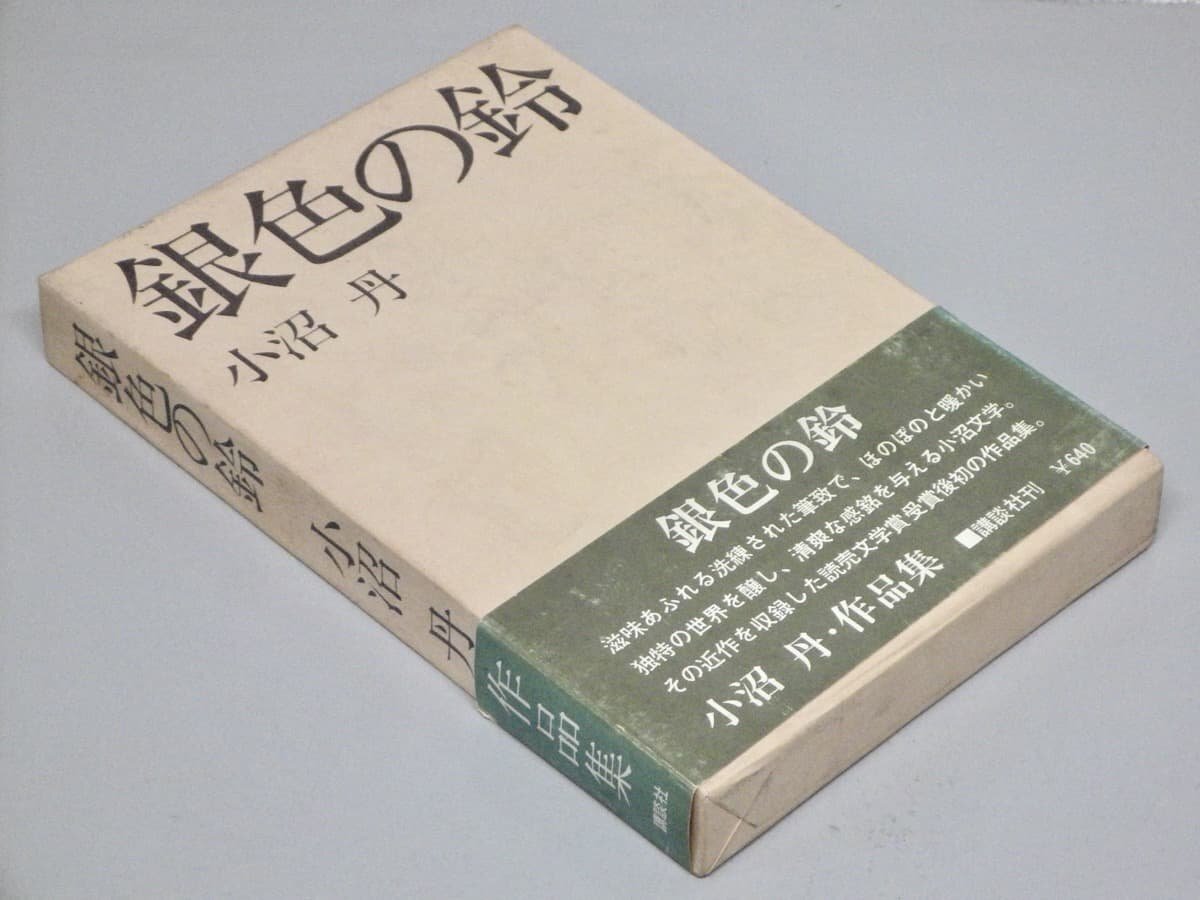 銀色の鈴
小沼 丹
銀色の鈴 小沼 丹
作品集
講談社
銀色の鈴
滋味あふれる洗練された筆致で、ほのぼのと暖かい
独特の世界を醸し、清爽な感銘を与える小沼文学。
その近作を収録した読売文学賞受賞後初の作品集。
小沼 丹・作品集
■講談社刊
¥640